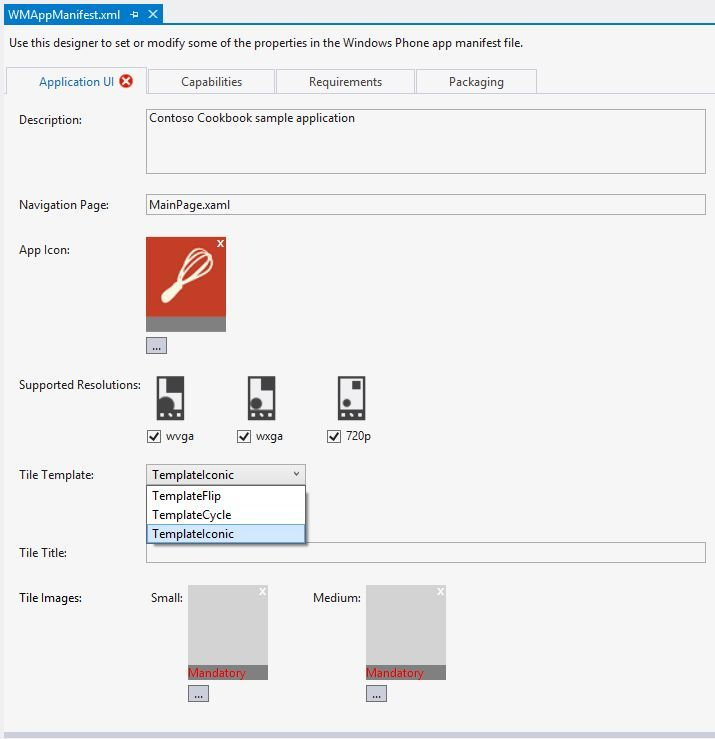 WMAppManifest.xml
Use this designer to set or modify some of the properties in the Windows Phone app manifest file.
Application UI Capabilities Requirements Packaging
Description: Contoso Cookbook sample application
Navigation Page: MainPage.xaml
App Icon: x
...
Supported Resolutions:
wvga wxga 720p
Tile Template: TemplateIconic
TemplateFlip
TemplateCycle
TemplateIconic
Tile Title:
Tile Images: Small: x Medium: x
Mandatory Mandatory
... ...